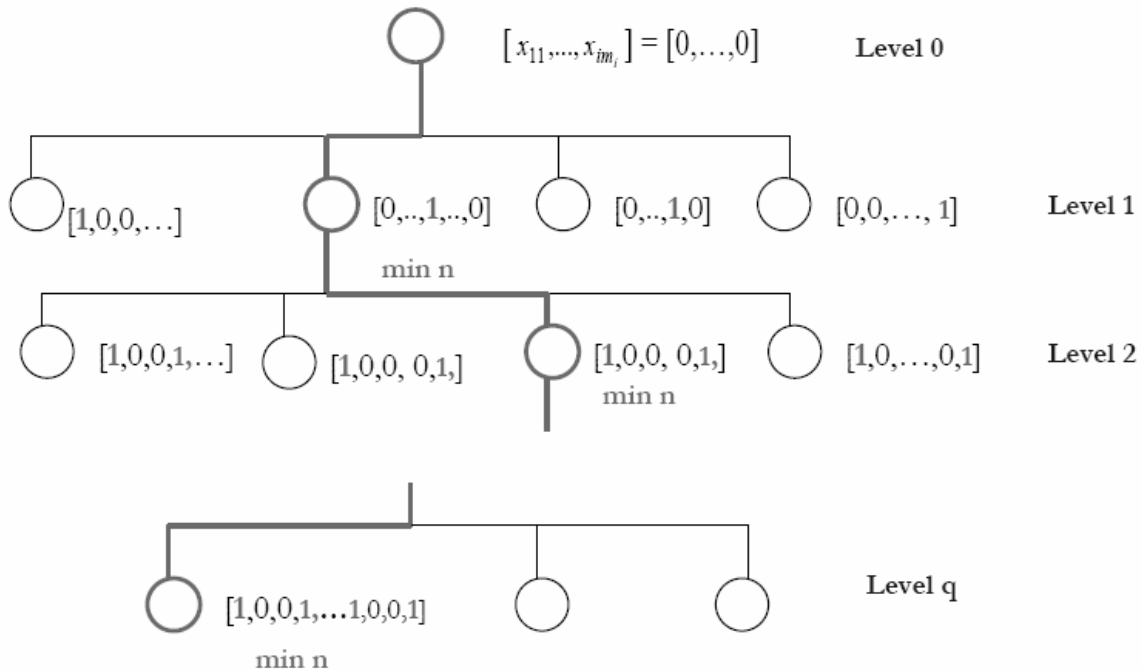 [x₁₁,...,x_{im_i}] = [0,…,0] Level 0
[1,0,0,…] [0,..,1,..,0] [0,..,1,0] [0,0,…, 1] Level 1
min n
[1,0,0,1,…] [1,0,0, 0,1,] [1,0,0, 0,1,] [1,0,…,0,1] Level 2
min n
[1,0,0,1,…1,0,0,1] Level q
min n